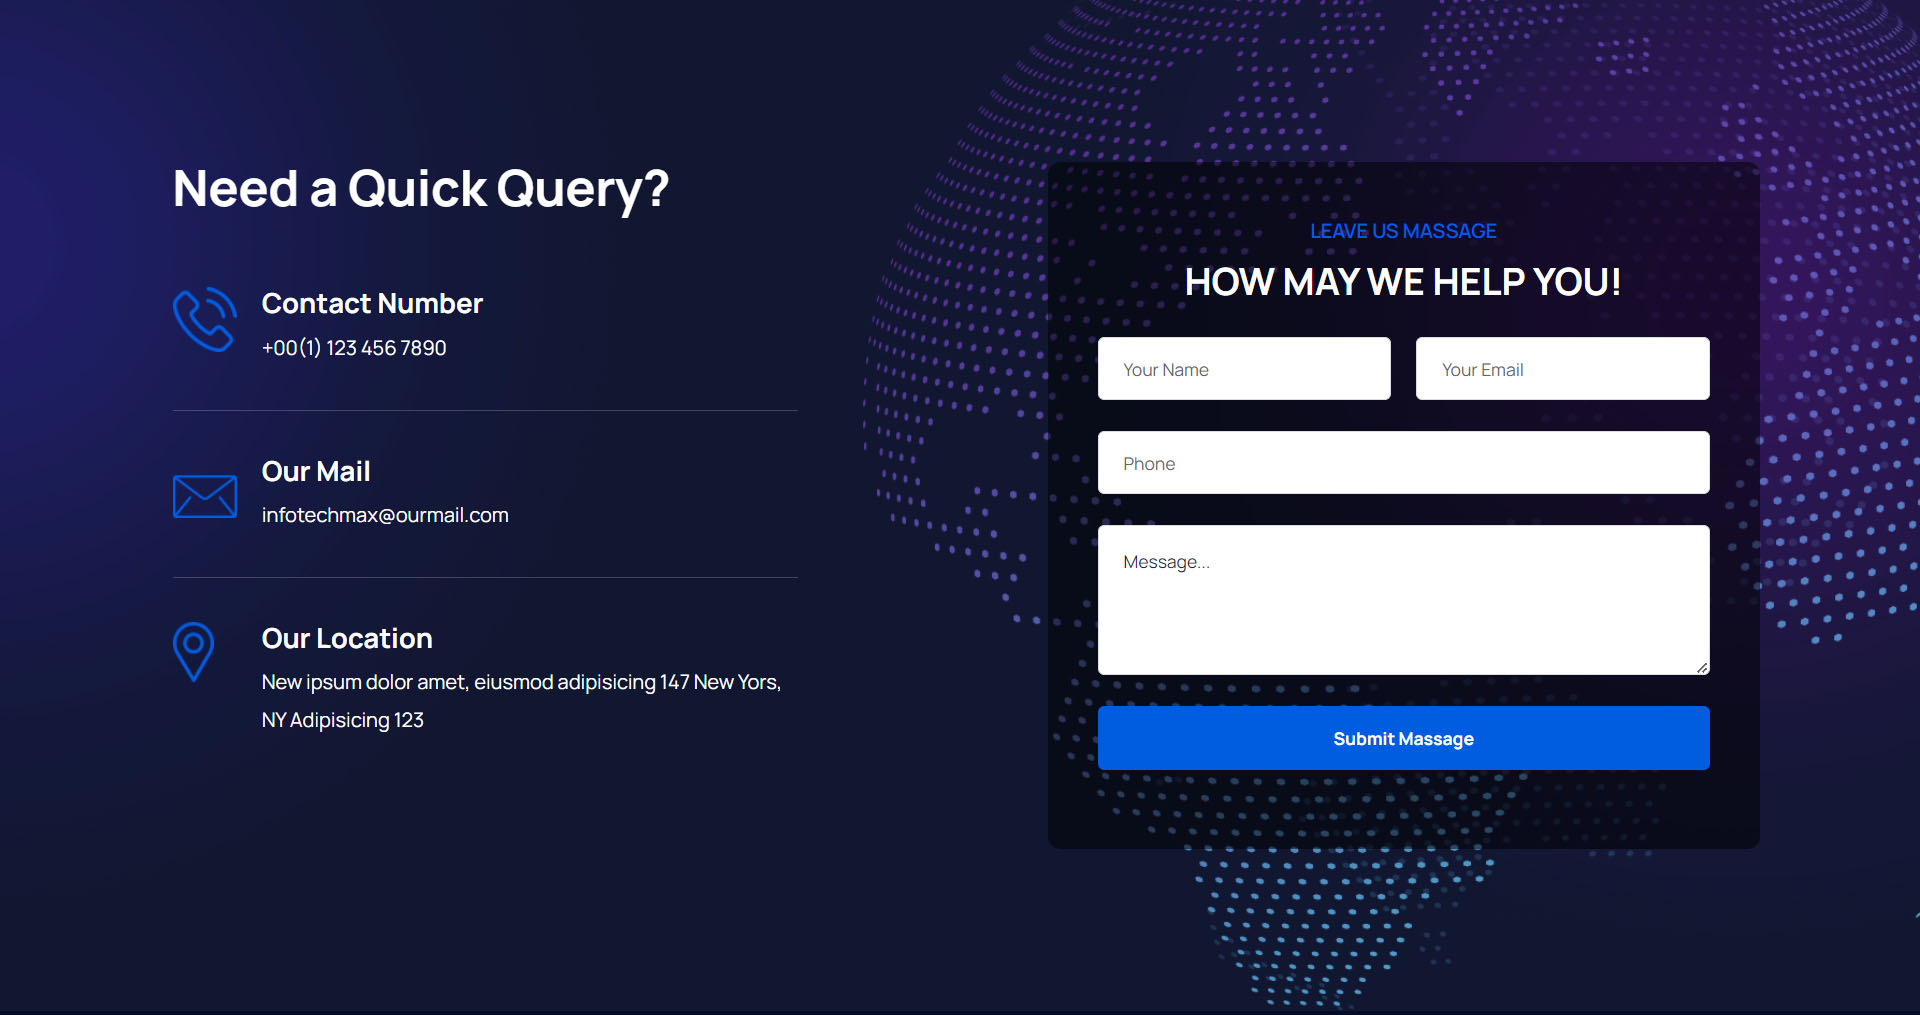 Need a Quick Query?
Contact Number
+00(1) 123 456 7890
Our Mail
infotechmax@ourmail.com
Our Location
New ipsum dolor amet, eiusmod adipisicing 147 New Yors,
NY Adipisicing 123
LEAVE US MASSAGE
HOW MAY WE HELP YOU!
Your Name
Your Email
Phone
Message...
Submit Massage